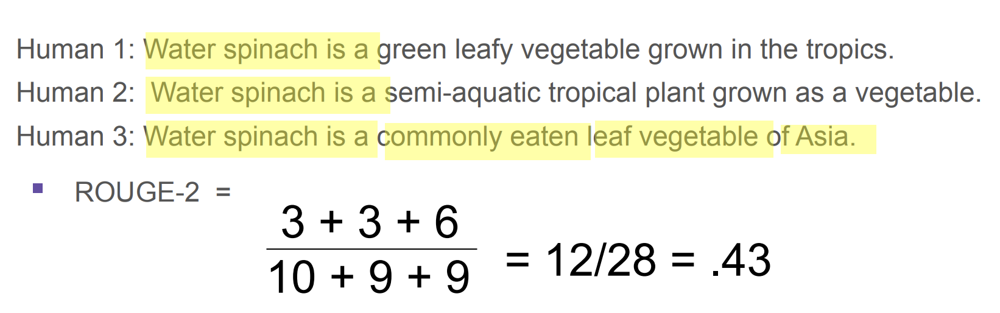 Human 1: Water spinach is a green leafy vegetable grown in the tropics.
Human 2: Water spinach is a semi-aquatic tropical plant grown as a vegetable.
Human 3: Water spinach is a commonly eaten leaf vegetable of Asia.
ROUGE-2 =
3 + 3 + 6
10 + 9 + 9
= 12/28 = .43